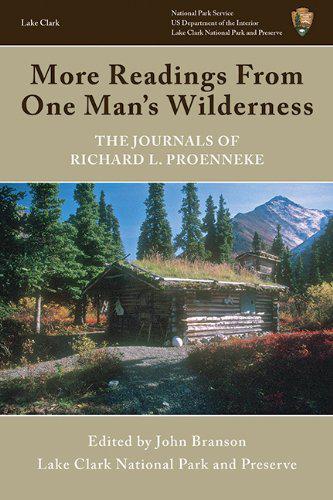 Lake Clark
National Park Service
US Department of the Interior
Lake Clark National Park and Preserve
More Readings From
One Man's Wilderness
THE JOURNALS OF
RICHARD L. PROENNEKE
Edited by John Branson
Lake Clark National Park and Preserve